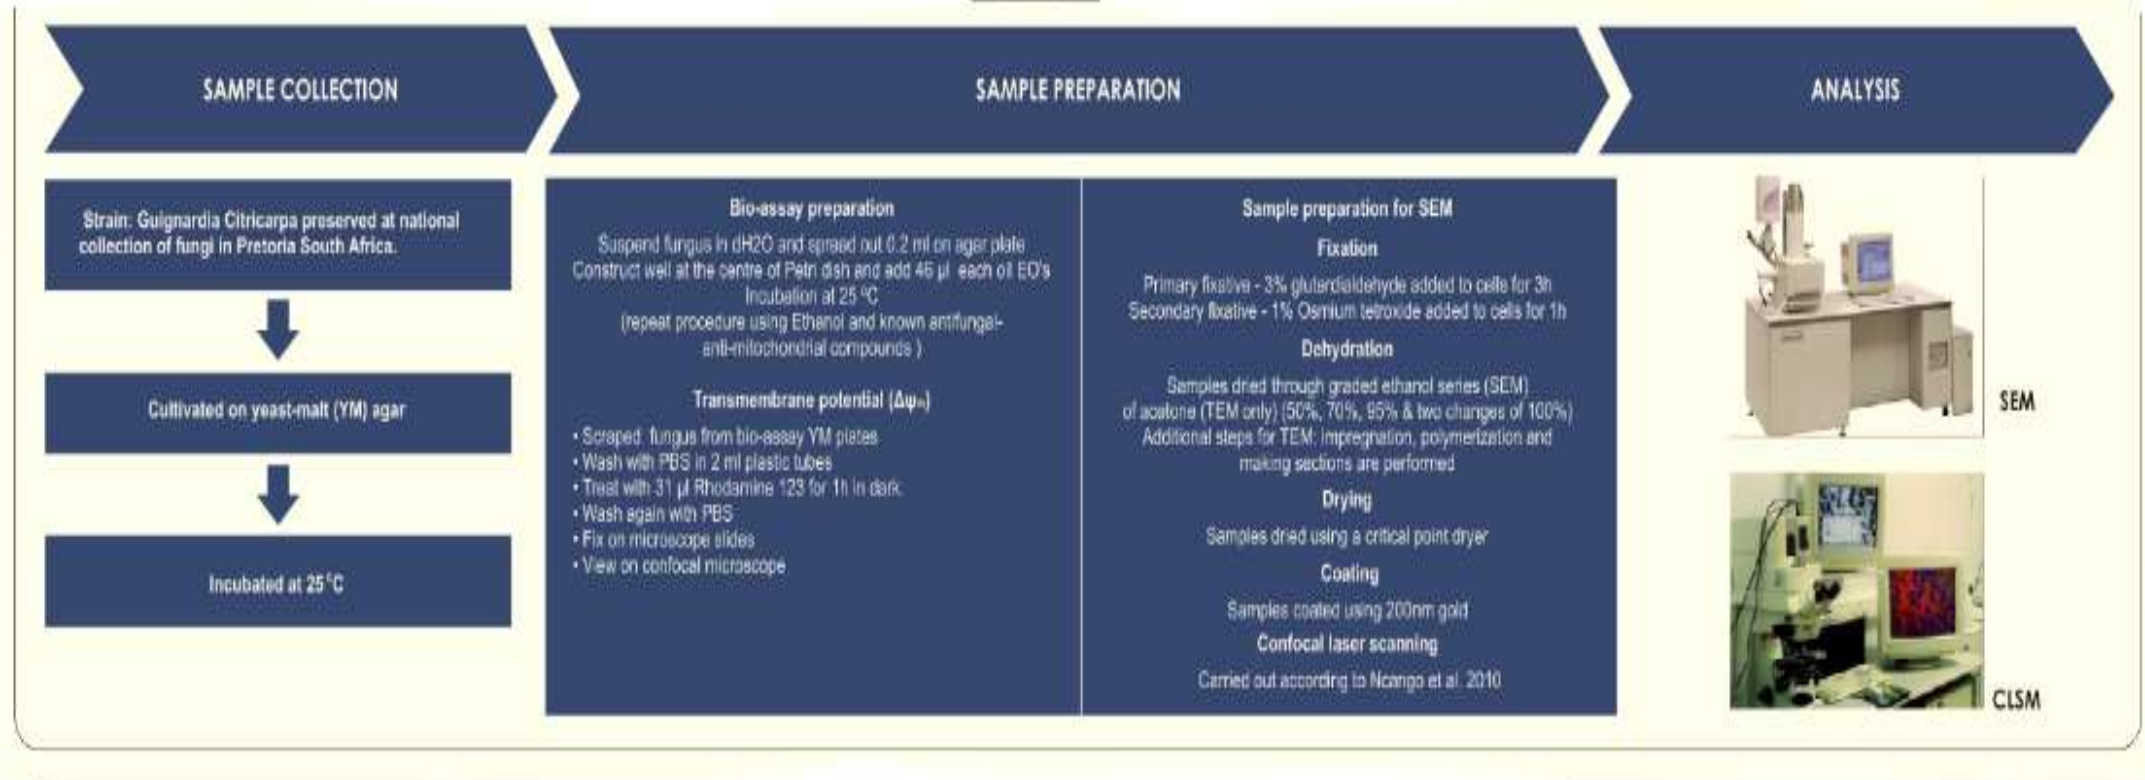 SAMPLE COLLECTION
SAMPLE PREPARATION
ANALYSIS
Strain: Guignardia Citricarpa preserved at national
collection of fungi in Pretoria South Africa.
Cultivated on yeast-malt (YM) agar
Incubated at 25 °C
Bio-assay preparation
Suspend fungus in dH2O and spread out 0.2 ml on agar plate
Construct well at the centre of Petri dish and add 46 µl each oil EO's
Incubation at 25 °C
(repeat procedure using Ethanol and known antifungal-
anti-mitochondrial compounds )
Transmembrane potential (Δψm)
• Scraped fungus from bio-assay YM plates
• Wash with PBS in 2 ml plastic tubes
• Treat with 31 µl Rhodamine 123 for 1h in dark.
• Wash again with PBS
• Fix on microscope slides
• View on confocal microscope
Sample preparation for SEM
Fixation
Primary fixative - 3% gluterdialdehyde added to cells for 3h
Secondary fixative - 1% Osmium tetroxide added to cells for 1h
Dehydration
Samples dried through graded ethanol series (SEM)
of acetone (TEM only) (50%, 70%, 95% & two changes of 100%)
Additional steps for TEM: impregnation, polymerization and
making sections are performed
Drying
Samples dried using a critical point dryer
Coating
Samples coated using 200nm gold
Confocal laser scanning
Carried out according to Ncango et al. 2010
SEM
CLSM